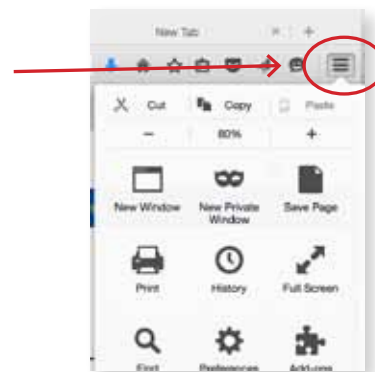 New Tab
Cut Copy Paste
80%
New Window New Private Save Page
Window
Print History Full Screen
Find Preferences Add-ons